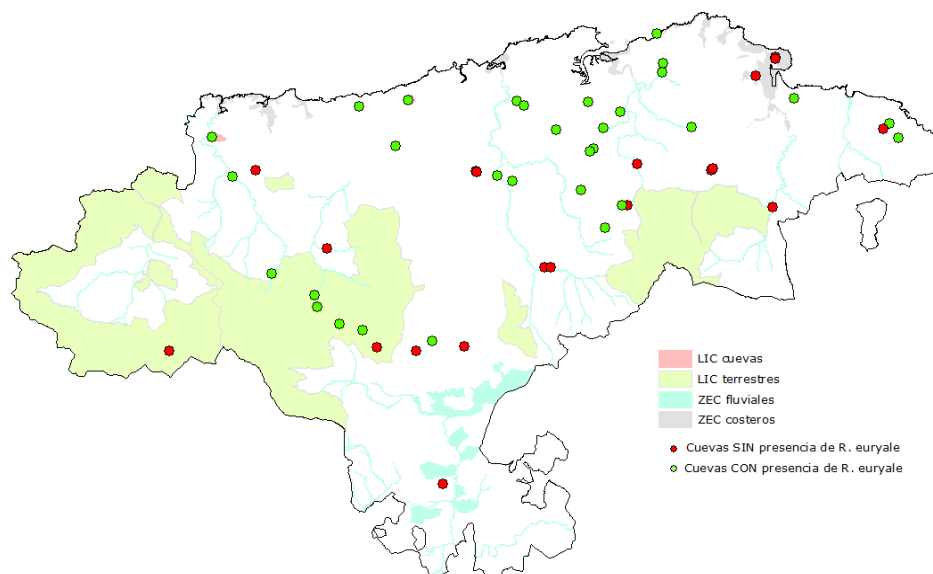 LIC cuevas
LIC terrestres
ZEC fluviales
ZEC costeros
Cuevas SIN presencia de R. euryale
Cuevas CON presencia de R. euryale